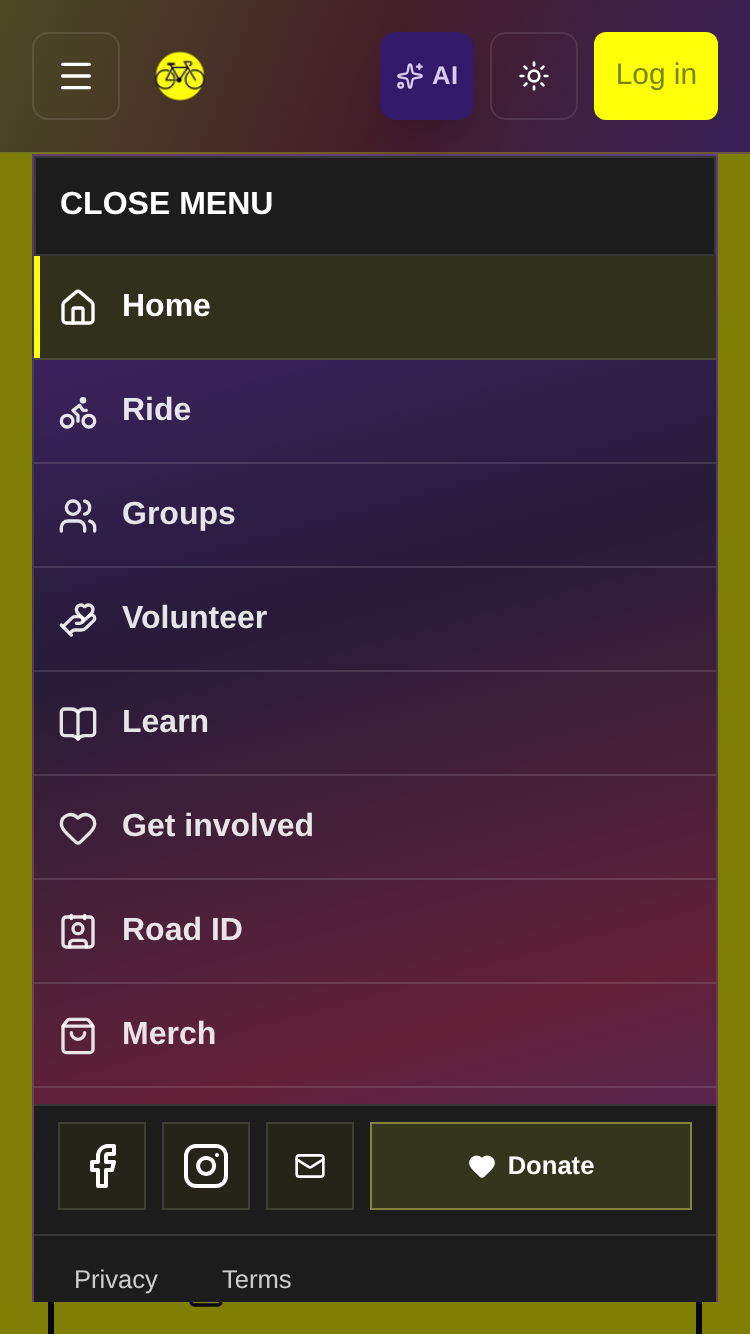 AI
Log in
CLOSE MENU
Home
Ride
Groups
Volunteer
Learn
Get involved
Road ID
Merch
Donate
Privacy Terms